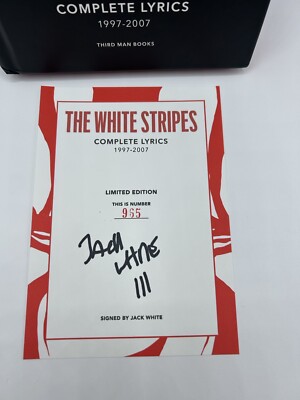 COMPLETE LYRICS
1997-2007
THIRD MAN BOOKS
THE WHITE STRIPES
COMPLETE LYRICS
1997-2007
LIMITED EDITION
THIS IS NUMBER
965
JACK
WHITE
III
SIGNED BY JACK WHITE